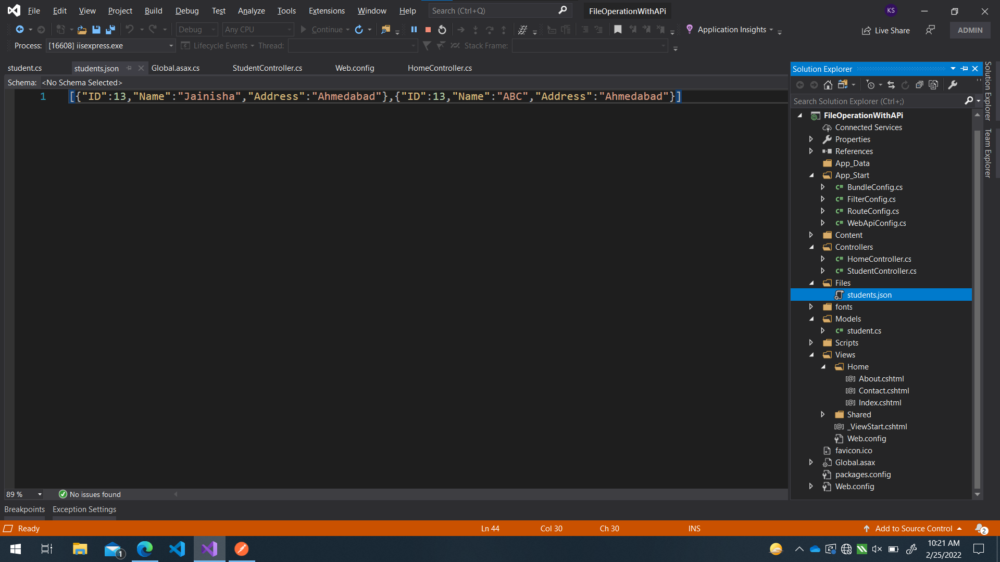 File Edit View Project Build Debug Test Analyze Tools Extensions Window Help Search (Ctrl+Q) FileOperationWithAPi KS
Debug Any CPU Continue Application Insights Live Share ADMIN
Process: [16608] iisexpress.exe Lifecycle Events Thread: Stack Frame:
student.cs students.json Global.asax.cs StudentController.cs Web.config HomeController.cs
Schema: <No Schema Selected>
1 [{"ID":13,"Name":"Jainisha","Address":"Ahmedabad"},{"ID":13,"Name":"ABC","Address":"Ahmedabad"}]
89 % No issues found
Breakpoints Exception Settings
Solution Explorer
Search Solution Explorer (Ctrl+;)
FileOperationWithAPi
Connected Services
Properties
References
App_Data
App_Start
C# BundleConfig.cs
C# FilterConfig.cs
C# RouteConfig.cs
C# WebApiConfig.cs
Content
Controllers
C# HomeController.cs
C# StudentController.cs
Files
students.json
fonts
Models
C# student.cs
Scripts
Views
Home
[@] About.cshtml
[@] Contact.cshtml
[@] Index.cshtml
Shared
[@] _ViewStart.cshtml
Web.config
favicon.ico
Global.asax
packages.config
Web.config
Solution Explorer
Team Explorer
Ready Ln 44 Col 30 Ch 30 INS Add to Source Control 2
1
10:21 AM
2/25/2022